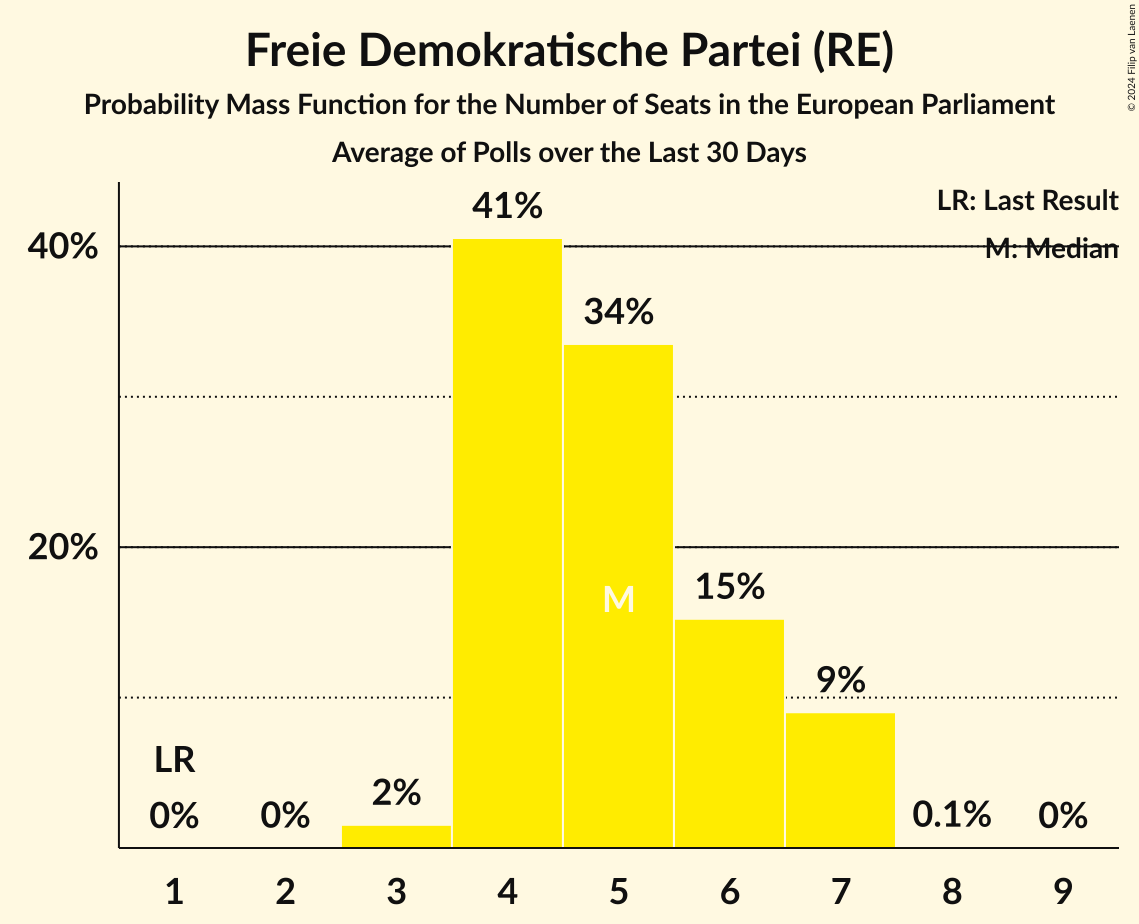 Freie Demokratische Partei (RE)
Probability Mass Function for the Number of Seats in the European Parliament
Average of Polls over the Last 30 Days
© 2024 Filip van Laenen
LR: Last Result
M: Median
40%
20%
41%
34%
M
15%
9%
LR
0%
0%
2%
0.1%
0%
1 2 3 4 5 6 7 8 9